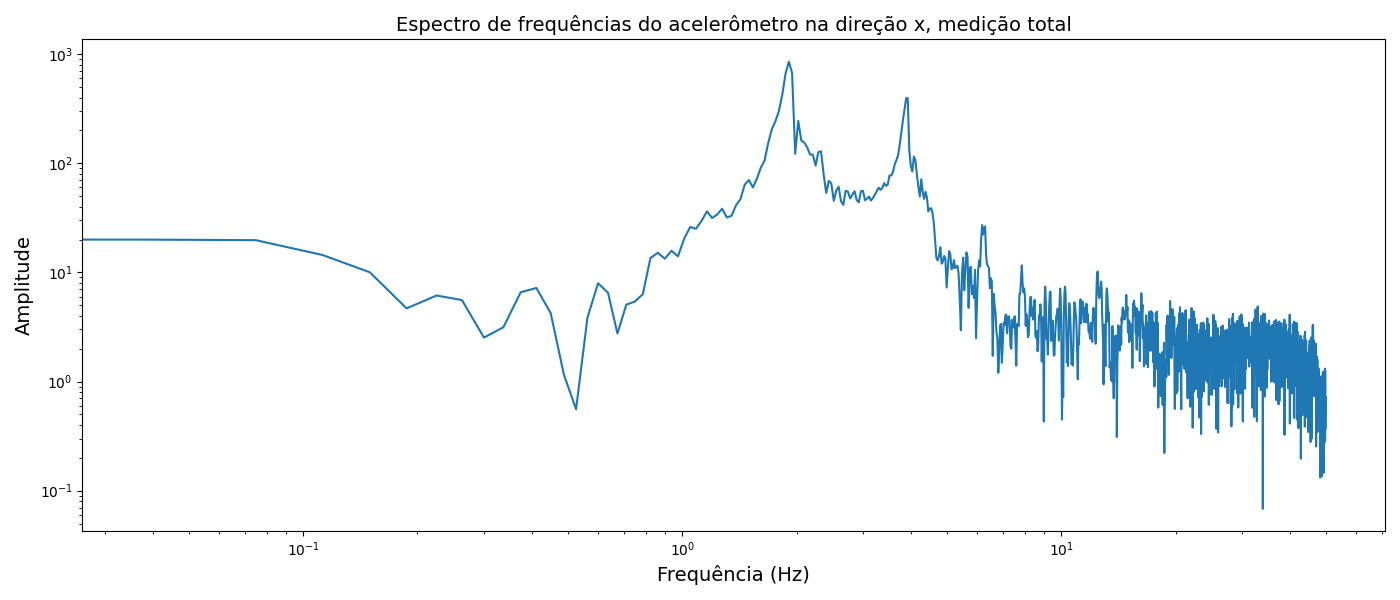 Espectro de frequências do acelerômetro na direção x, medição total
Amplitude
10³
10²
10¹
10⁰
10⁻¹
10⁻¹
10⁰
10¹
Frequência (Hz)